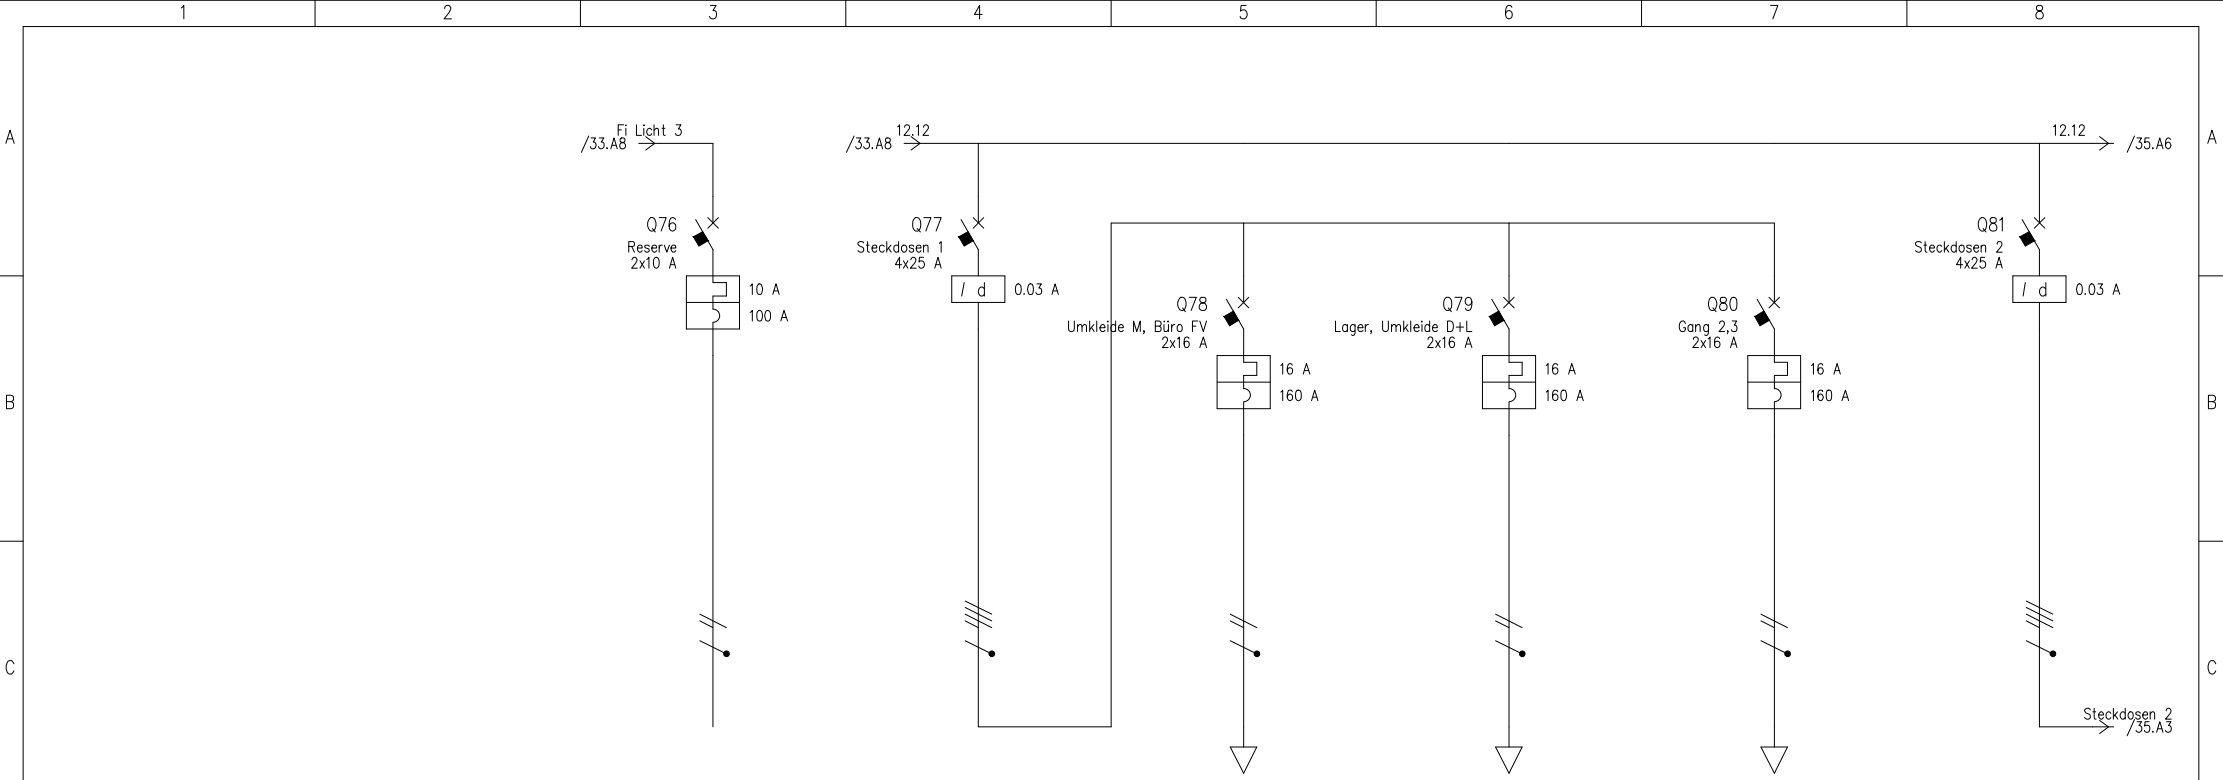 1 2 3 4 5 6 7 8
A A
Fi Licht 3
/33.A8
12.12
/33.A8
12.12
/35.A6
Q76
Reserve
2x10 A
10 A
100 A
Q77
Steckdosen 1
4x25 A
I d
0.03 A
Q78
Umkleide M, Büro FV
2x16 A
16 A
160 A
Q79
Lager, Umkleide D+L
2x16 A
16 A
160 A
Q80
Gang 2,3
2x16 A
16 A
160 A
Q81
Steckdosen 2
4x25 A
I d
0.03 A
B B
C C
Steckdosen 2
/35.A3